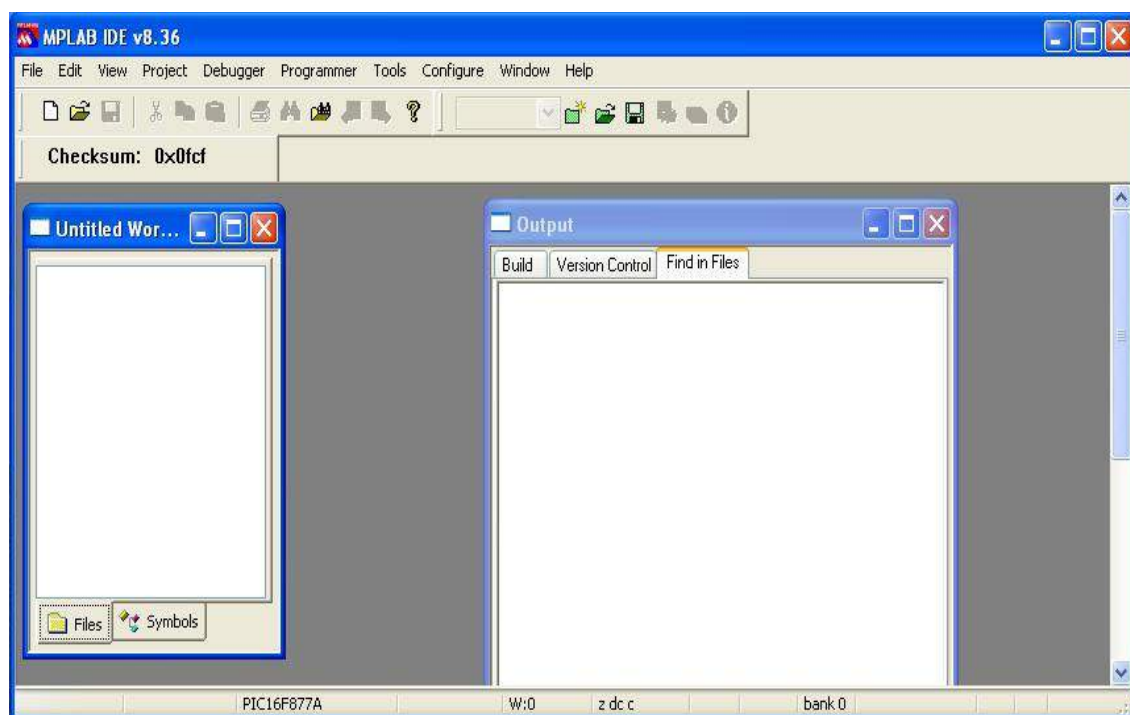 MPLAB IDE v8.36
File Edit View Project Debugger Programmer Tools Configure Window Help
Checksum: 0x0fcf
Untitled Wor...
Output
Build Version Control Find in Files
Files Symbols
PIC16F877A W:0 z dc c bank 0